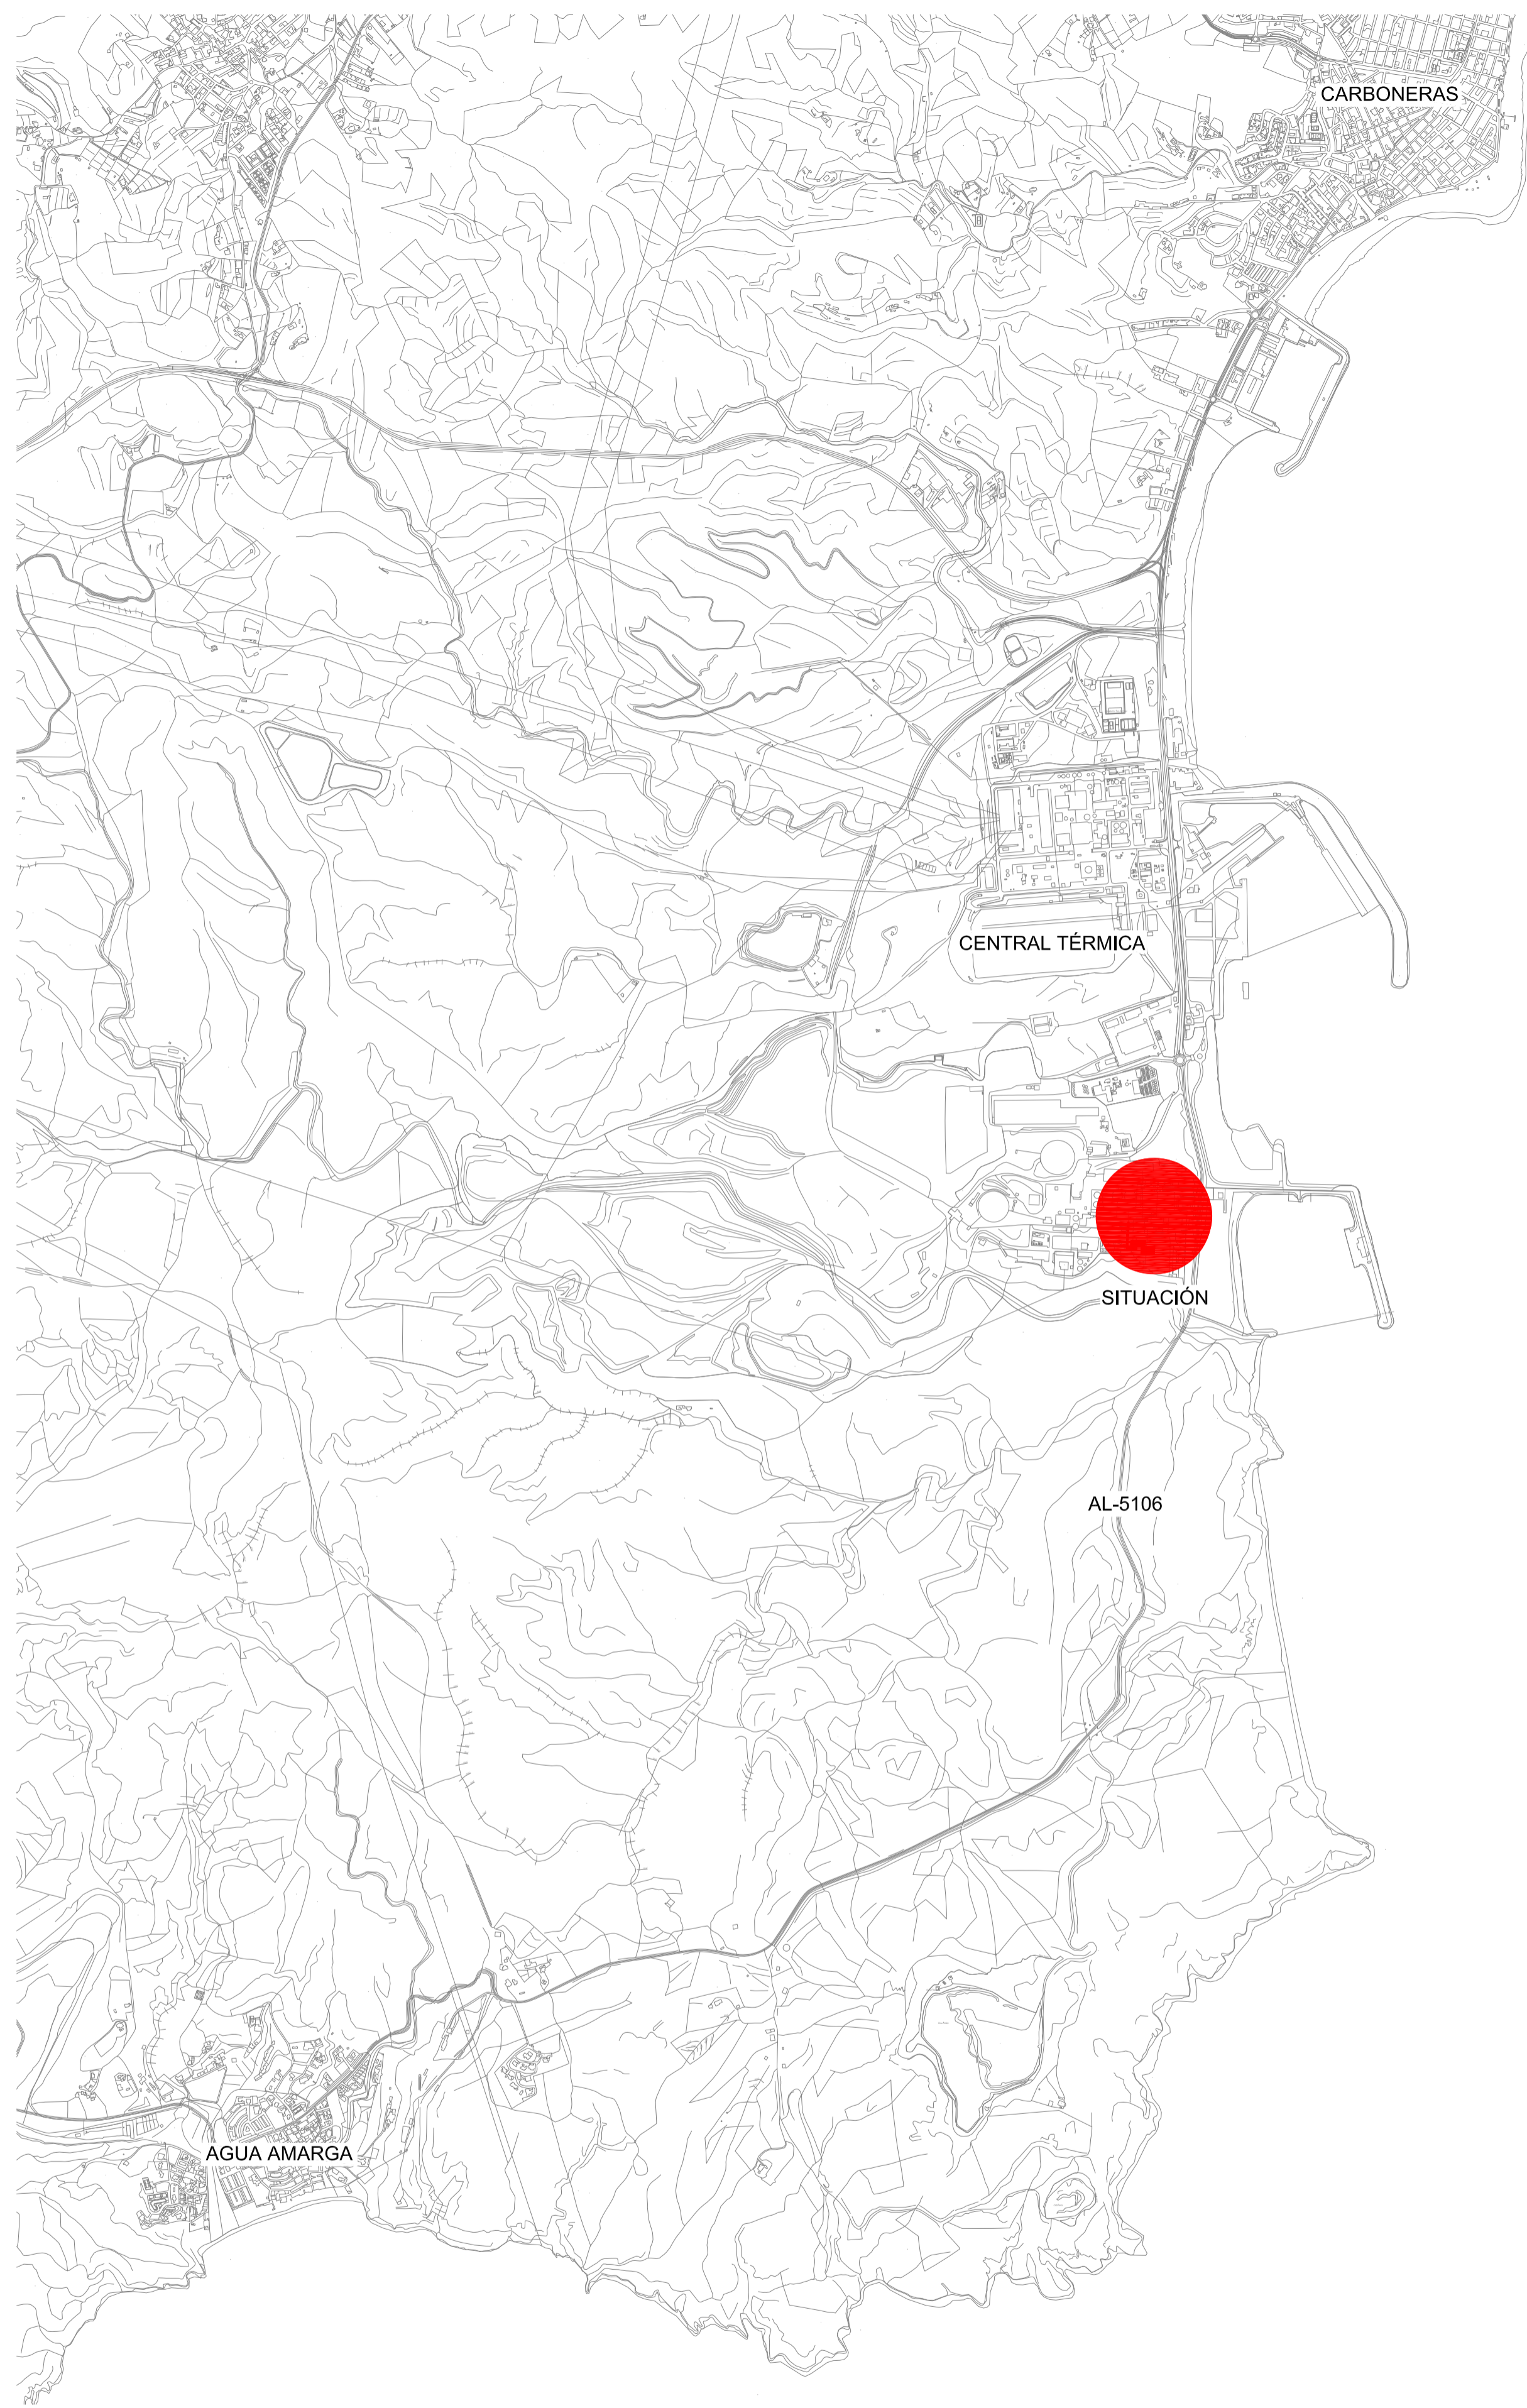 CARBONERAS
CENTRAL TÉRMICA
SITUACIÓN
AL-5106
AGUA AMARGA